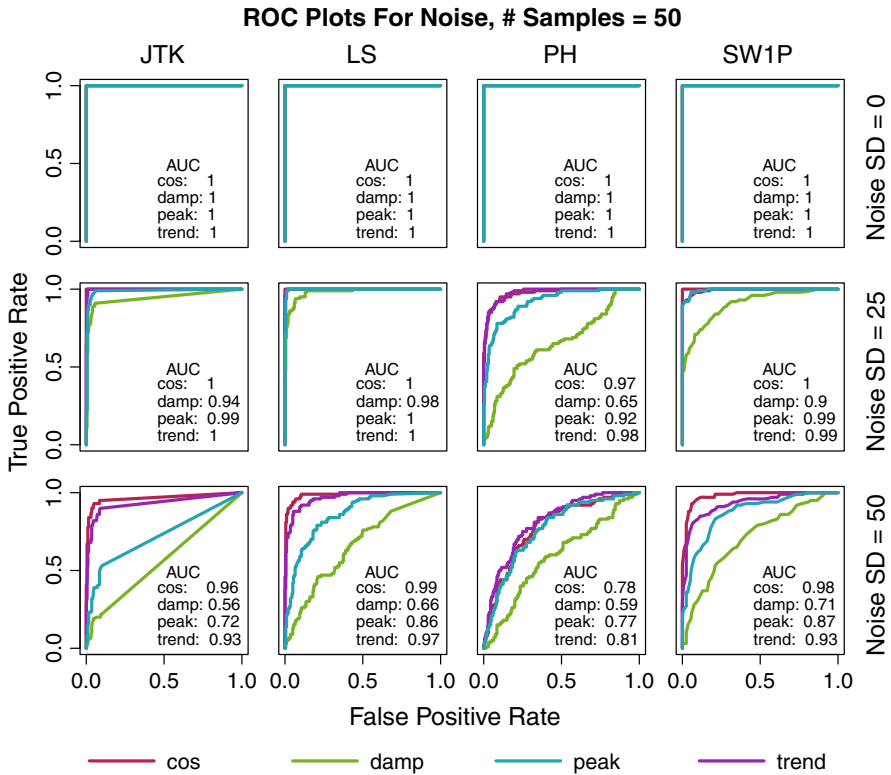 ROC Plots For Noise, # Samples = 50
JTK LS PH SW1P
1.0
0.5
0.0
AUC
cos: 1
damp: 1
peak: 1
trend: 1
AUC
cos: 1
damp: 1
peak: 1
trend: 1
AUC
cos: 1
damp: 1
peak: 1
trend: 1
AUC
cos: 1
damp: 1
peak: 1
trend: 1
Noise SD = 0
True Positive Rate
1.0
0.5
0.0
AUC
cos: 1
damp: 0.94
peak: 0.99
trend: 1
AUC
cos: 1
damp: 0.98
peak: 1
trend: 1
AUC
cos: 0.97
damp: 0.65
peak: 0.92
trend: 0.98
AUC
cos: 1
damp: 0.9
peak: 0.99
trend: 0.99
Noise SD = 25
1.0
0.5
0.0
AUC
cos: 0.96
damp: 0.56
peak: 0.72
trend: 0.93
AUC
cos: 0.99
damp: 0.66
peak: 0.86
trend: 0.97
AUC
cos: 0.78
damp: 0.59
peak: 0.77
trend: 0.81
AUC
cos: 0.98
damp: 0.71
peak: 0.87
trend: 0.93
Noise SD = 50
0.0 0.5 1.0 0.0 0.5 1.0 0.0 0.5 1.0 0.0 0.5 1.0
False Positive Rate
cos damp peak trend